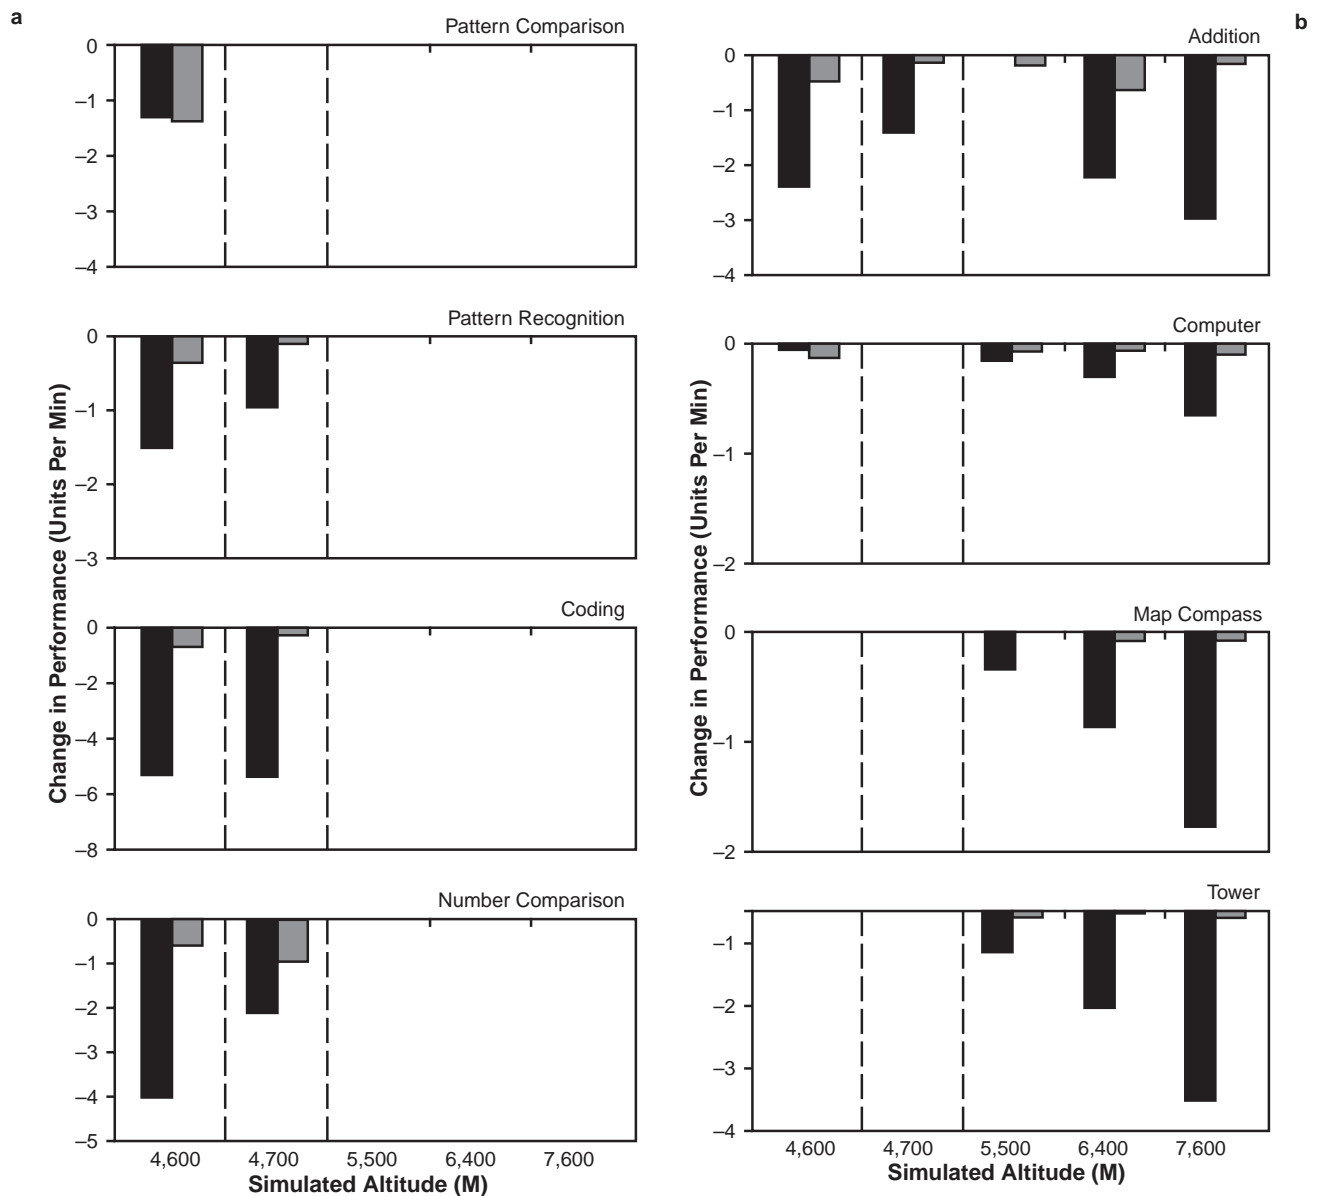 a
Pattern Comparison
0
–1
–2
–3
–4
Pattern Recognition
0
–1
–2
–3
Coding
0
–2
–4
–6
–8
Number Comparison
0
–1
–2
–3
–4
–5
4,600 4,700 5,500 6,400 7,600
Simulated Altitude (M)
Change in Performance (Units Per Min)
b
Addition
0
–1
–2
–3
–4
Computer
0
–1
–2
Map Compass
0
–1
–2
Tower
–1
–2
–3
–4
4,600 4,700 5,500 6,400 7,600
Simulated Altitude (M)
Change in Performance (Units Per Min)